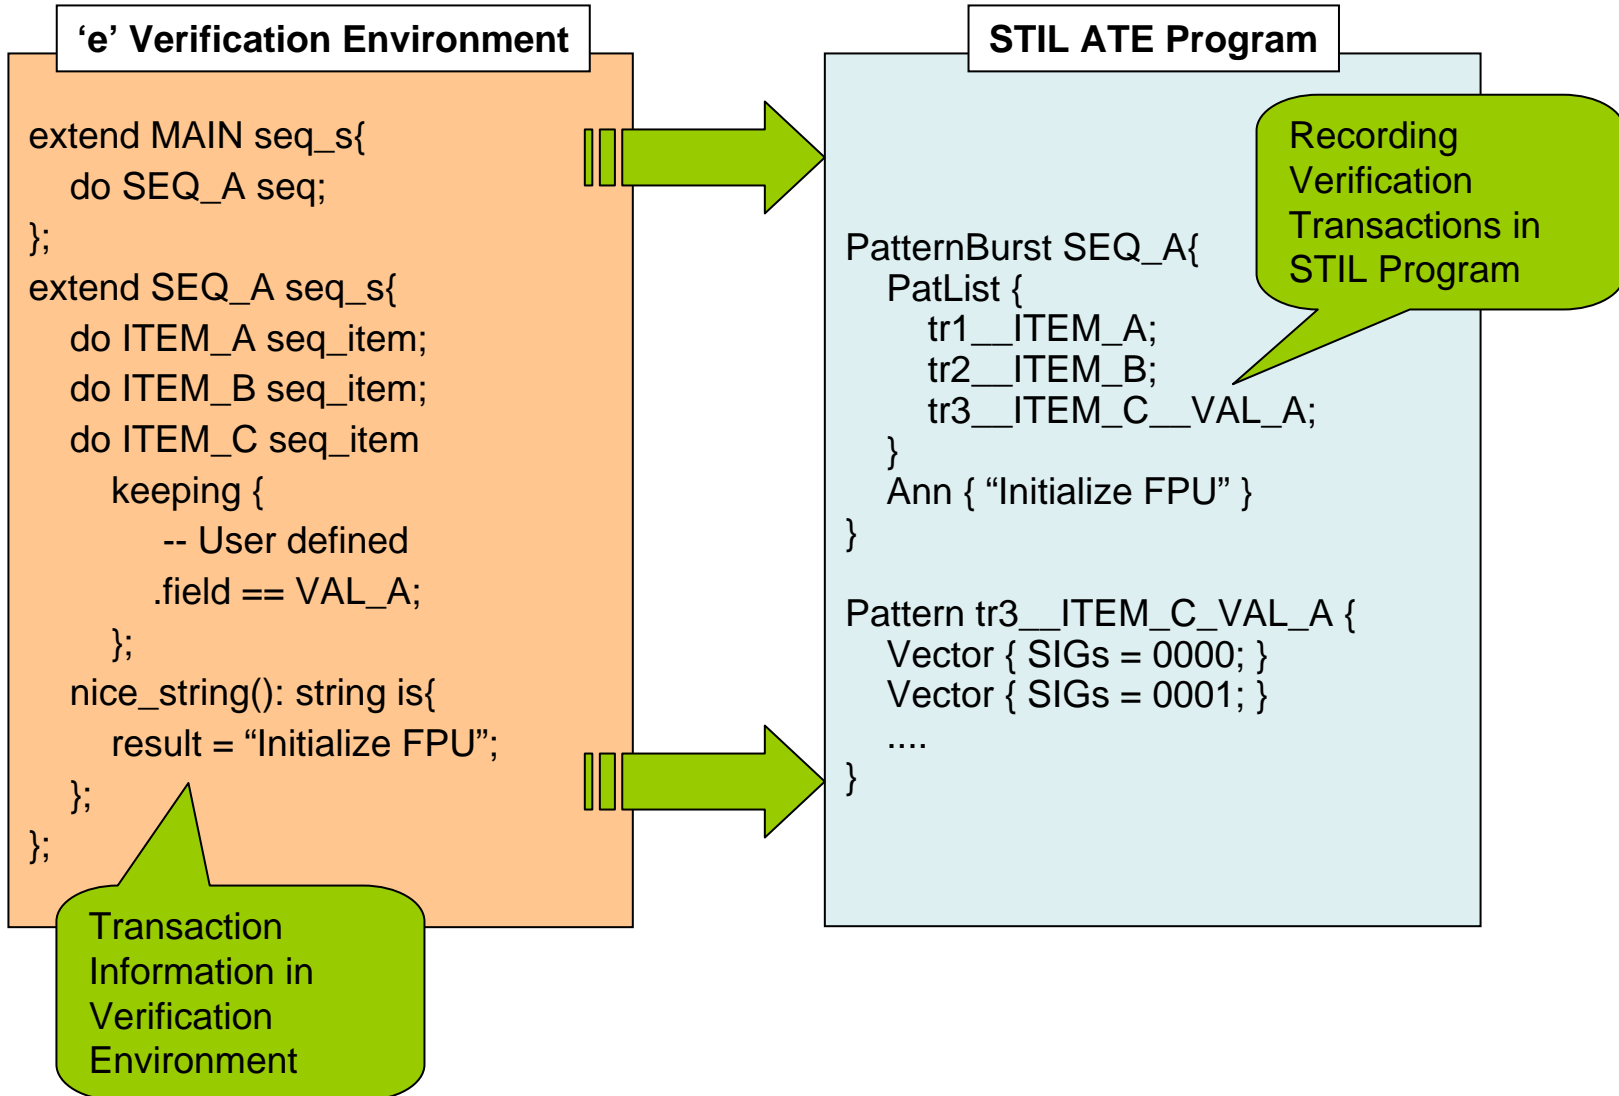 ‘e’ Verification Environment
extend MAIN seq_s{
do SEQ_A seq;
};
extend SEQ_A seq_s{
do ITEM_A seq_item;
do ITEM_B seq_item;
do ITEM_C seq_item
keeping {
-- User defined
.field == VAL_A;
};
nice_string(): string is{
result = “Initialize FPU”;
};
};
Transaction
Information in
Verification
Environment
STIL ATE Program
Recording
Verification
Transactions in
STIL Program
PatternBurst SEQ_A{
PatList {
tr1__ITEM_A;
tr2__ITEM_B;
tr3__ITEM_C__VAL_A;
}
Ann { “Initialize FPU” }
}
Pattern tr3__ITEM_C_VAL_A {
Vector { SIGs = 0000; }
Vector { SIGs = 0001; }
....
}